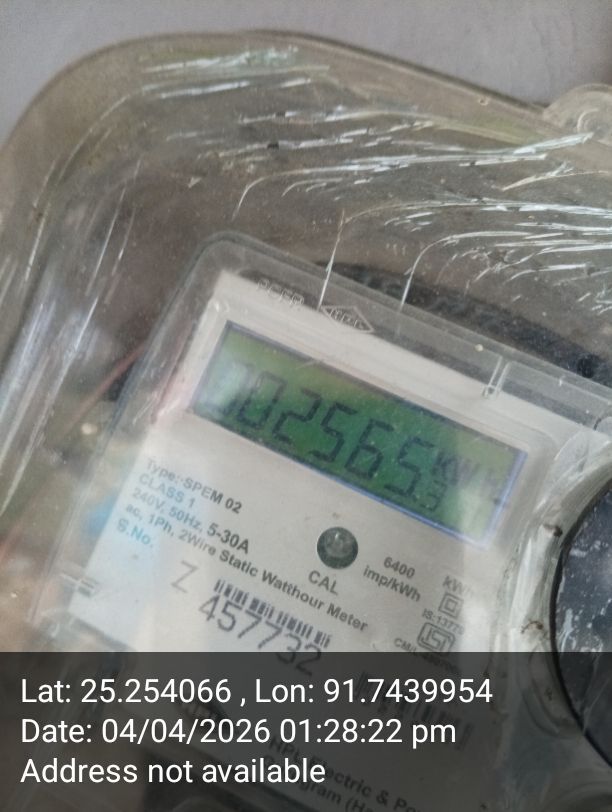 002565.3
kWh
Type: SPEM 02
CLASS 1
240V, 50Hz, 5-30A
ac, 1Ph, 2Wire Static Watthour Meter
S.No.
CAL
6400
imp/kWh
Z 457732
Lat: 25.254066 , Lon: 91.7439954
Date: 04/04/2026 01:28:22 pm
Address not available